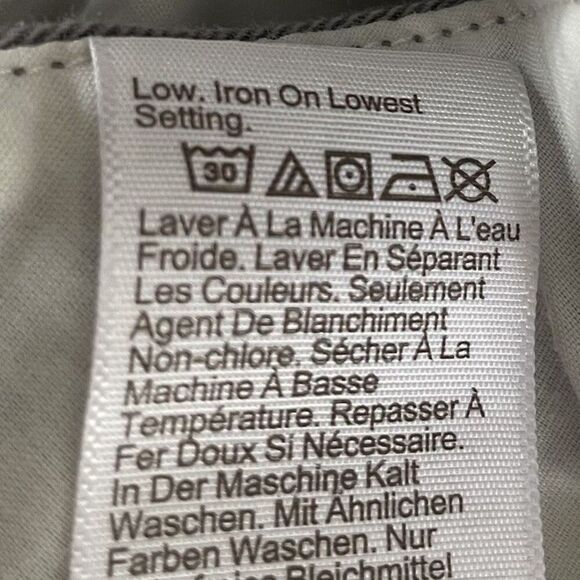 Low. Iron On Lowest
Setting.
30
Laver À La Machine À L'eau
Froide. Laver En Séparant
Les Couleurs. Seulement
Agent De Blanchiment
Non-chlore. Sécher À La
Machine À Basse
Température. Repasser À
Fer Doux Si Nécessaire.
In Der Maschine Kalt
Waschen. Mit Ähnlichen
Farben Waschen. Nur
Bleichmittel